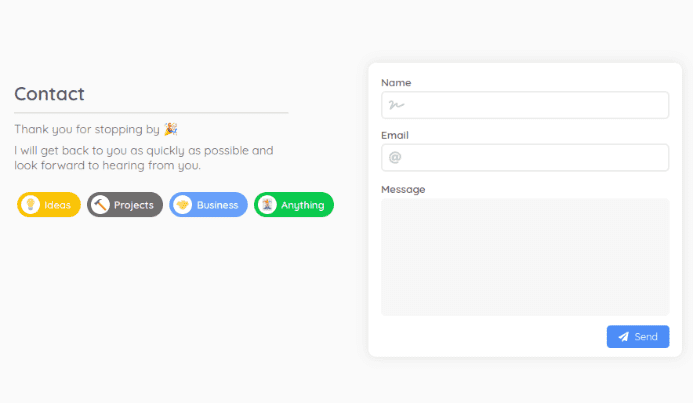 Contact
Thank you for stopping by 🎉
I will get back to you as quickly as possible and
look forward to hearing from you.
Ideas
Projects
Business
Anything
Name
Email
@
Message
Send